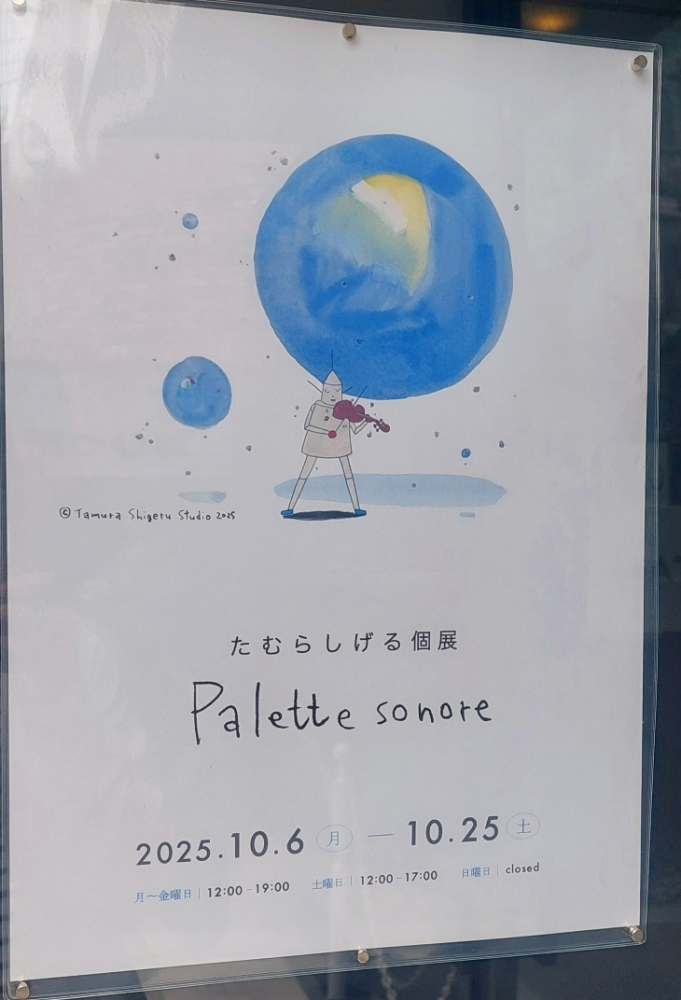 © Tamura Shigeru Studio 2025
たむらしげる個展
Palette sonore
2025.10.6 月 — 10.25 土
月〜金曜日 | 12:00-19:00 土曜日 | 12:00-17:00 日曜日 | closed